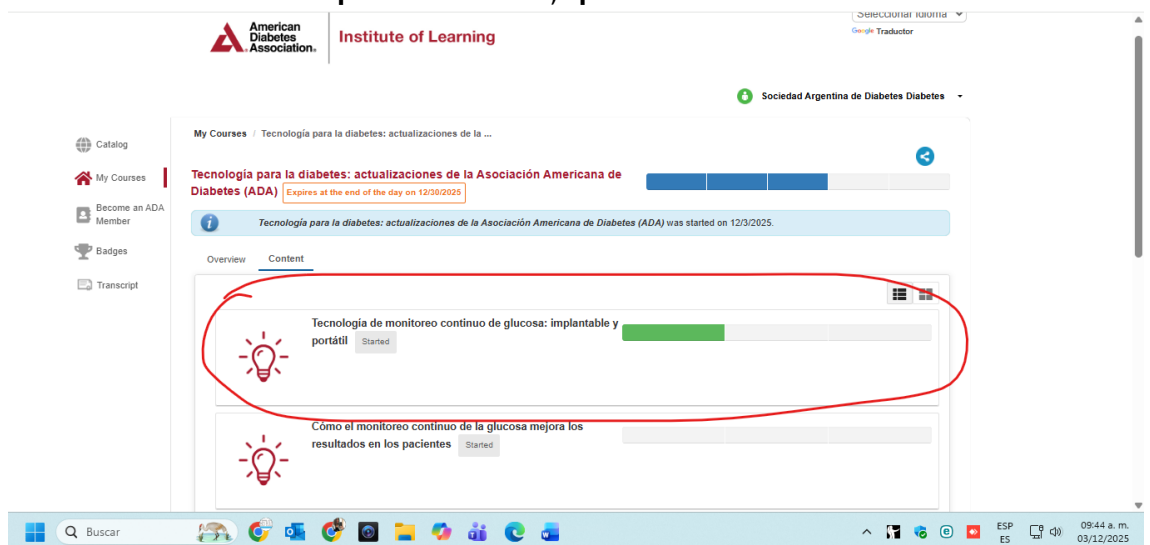 Seleccionar idioma
American
Diabetes
Association.
Institute of Learning
Google Traductor
Sociedad Argentina de Diabetes Diabetes
Catalog
My Courses / Tecnología para la diabetes: actualizaciones de la ...
My Courses
Tecnología para la diabetes: actualizaciones de la Asociación Americana de
Diabetes (ADA) Expires at the end of the day on 12/30/2025
Become an ADA
Member
Tecnología para la diabetes: actualizaciones de la Asociación Americana de Diabetes (ADA) was started on 12/3/2025.
Badges
Overview Content
Transcript
Tecnología de monitoreo continuo de glucosa: implantable y
portátil Started
Cómo el monitoreo continuo de la glucosa mejora los
resultados en los pacientes Started
Buscar
ESP
ES
09:44 a. m.
03/12/2025